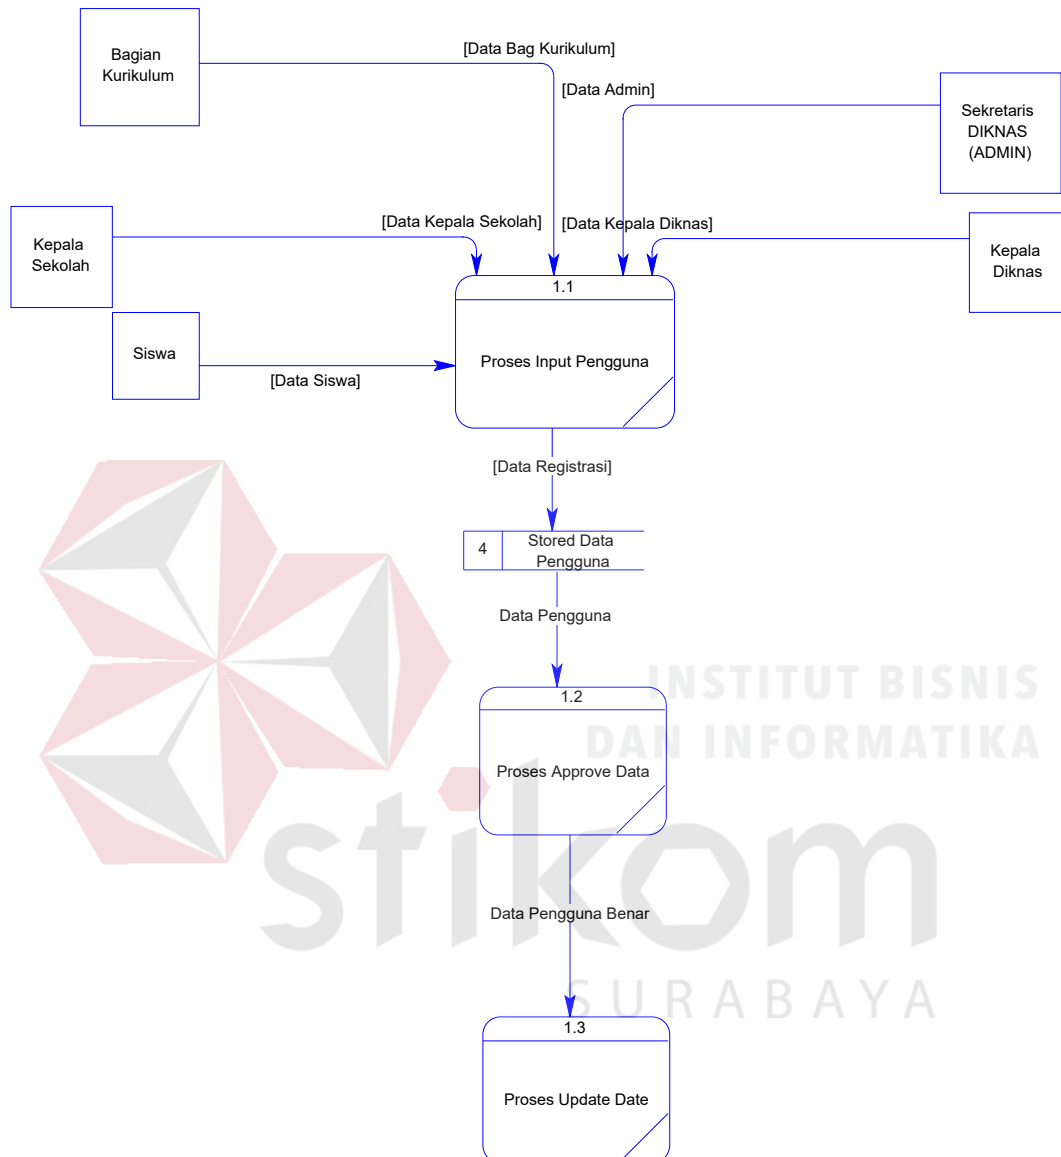 [Data Bag Kurikulum]
Bagian
Kurikulum
[Data Admin]
Sekretaris
DIKNAS
(ADMIN)
[Data Kepala Sekolah]
[Data Kepala Diknas]
Kepala
Sekolah
Kepala
Diknas
1.1
Proses Input Pengguna
Siswa
[Data Siswa]
[Data Registrasi]
4
Stored Data
Pengguna
Data Pengguna
INSTITUT BISNIS
DAN INFORMATIKA
1.2
Proses Approve Data
stikom
Data Pengguna Benar
SURABAYA
1.3
Proses Update Date